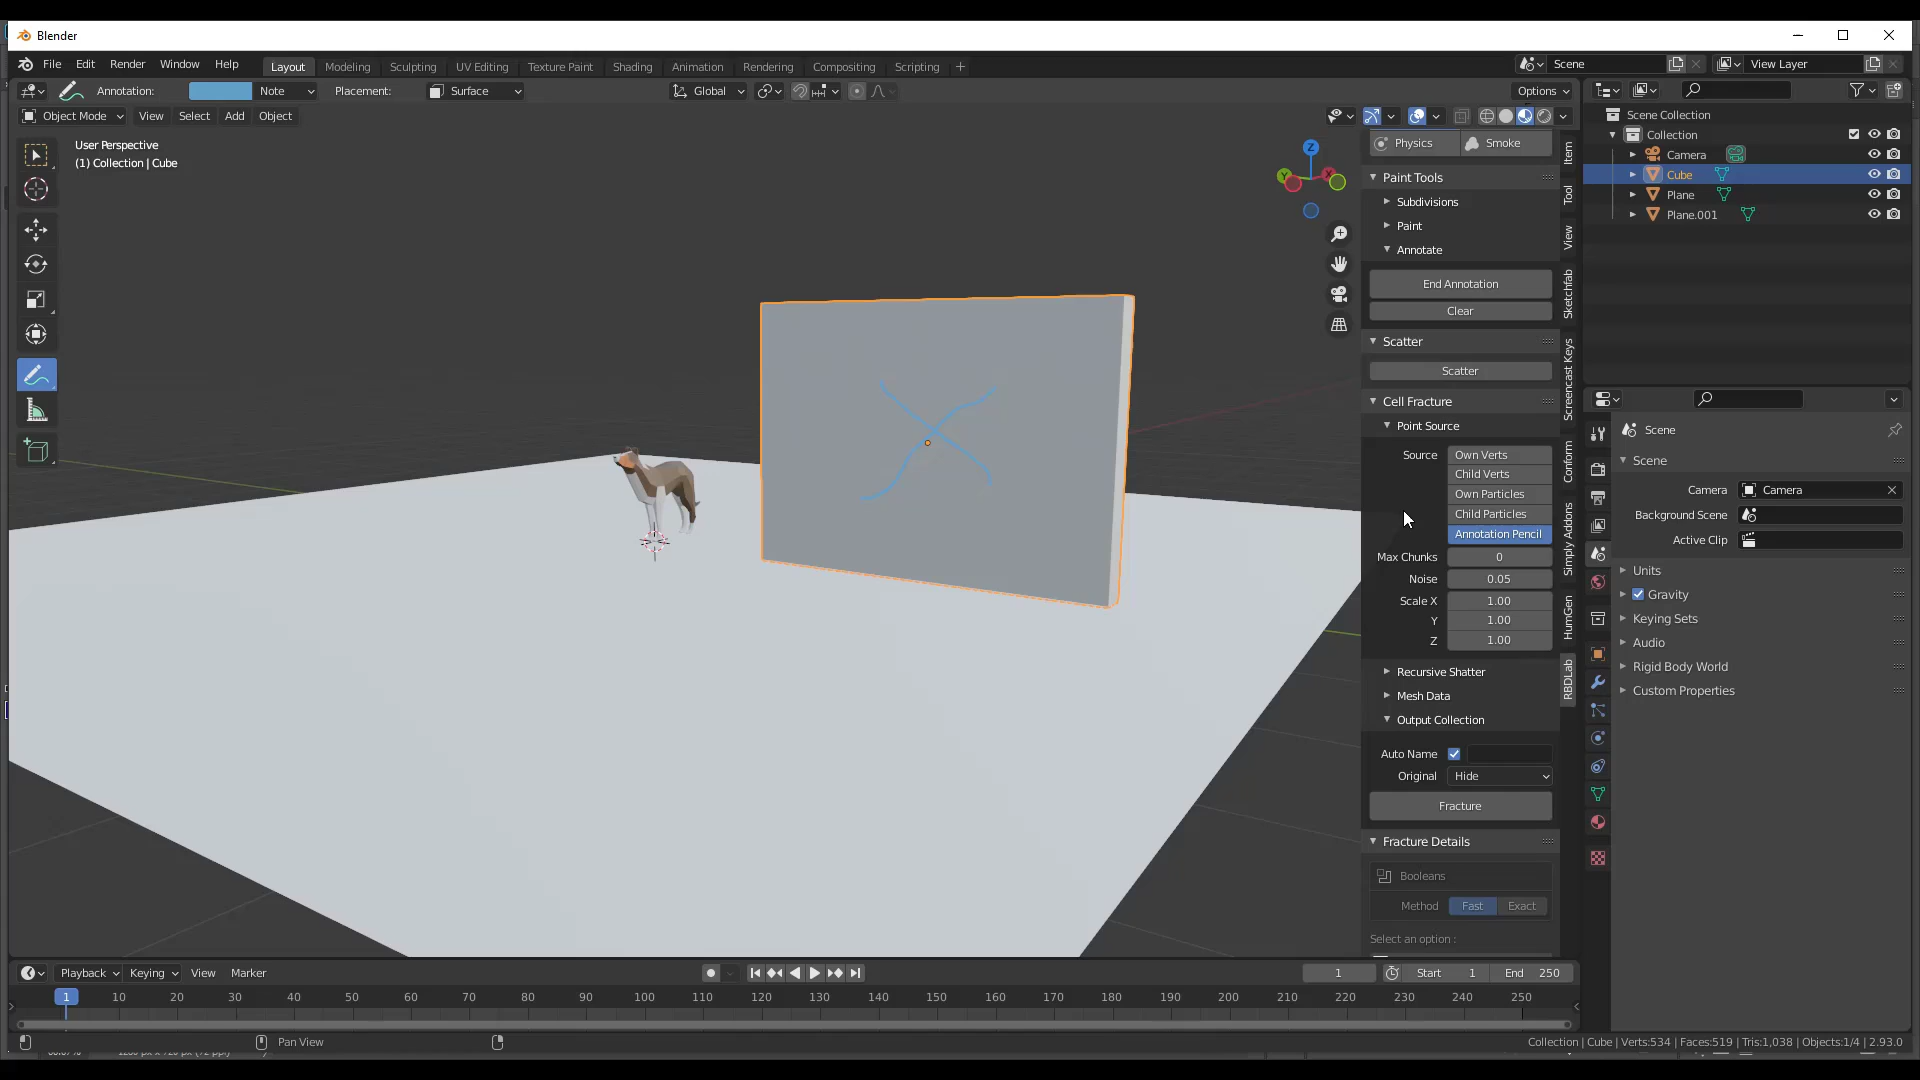 Blender
File Edit Render Window Help
Layout Modeling Sculpting UV Editing Texture Paint Shading Animation Rendering Compositing Scripting +
Scene
View Layer
Annotation: Note Placement: Surface
Global
Options
Object Mode View Select Add Object
User Perspective
(1) Collection | Cube
Z
Y
X
Physics Smoke
Paint Tools
Subdivisions
Paint
Annotate
End Annotation
Clear
Scatter
Scatter
Cell Fracture
Point Source
Source Own Verts
Child Verts
Own Particles
Child Particles
Annotation Pencil
Max Chunks 0
Noise 0.05
Scale X 1.00
Y 1.00
Z 1.00
Recursive Shatter
Mesh Data
Output Collection
Auto Name
Original Hide
Fracture
Fracture Details
Booleans
Method Fast Exact
Select an option :
Item
Tool
View
Sketchfab
Screencast Keys
Conform
Simply Addons
HumGen
RBDLab
Scene Collection
Collection
Camera
Cube
Plane
Plane.001
Scene
Scene
Camera Camera
Background Scene
Active Clip
Units
Gravity
Keying Sets
Audio
Rigid Body World
Custom Properties
Playback Keying View Marker
1
Start 1
End 250
1 10 20 30 40 50 60 70 80 90 100 110 120 130 140 150 160 170 180 190 200 210 220 230 240 250
Pan View
Collection | Cube | Verts:534 | Faces:519 | Tris:1,038 | Objects:1/4 | 2.93.0